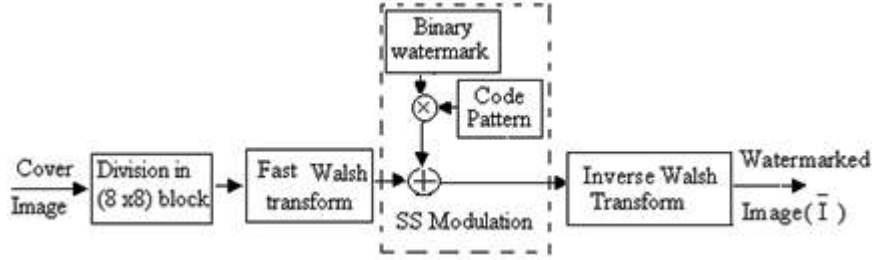 Binary
watermark
Code
Pattern
Cover
Image
Division in
(8 x8) block
Fast Walsh
transform
SS Modulation
Inverse Walsh
Transform
Watermarked
Image( Ī )